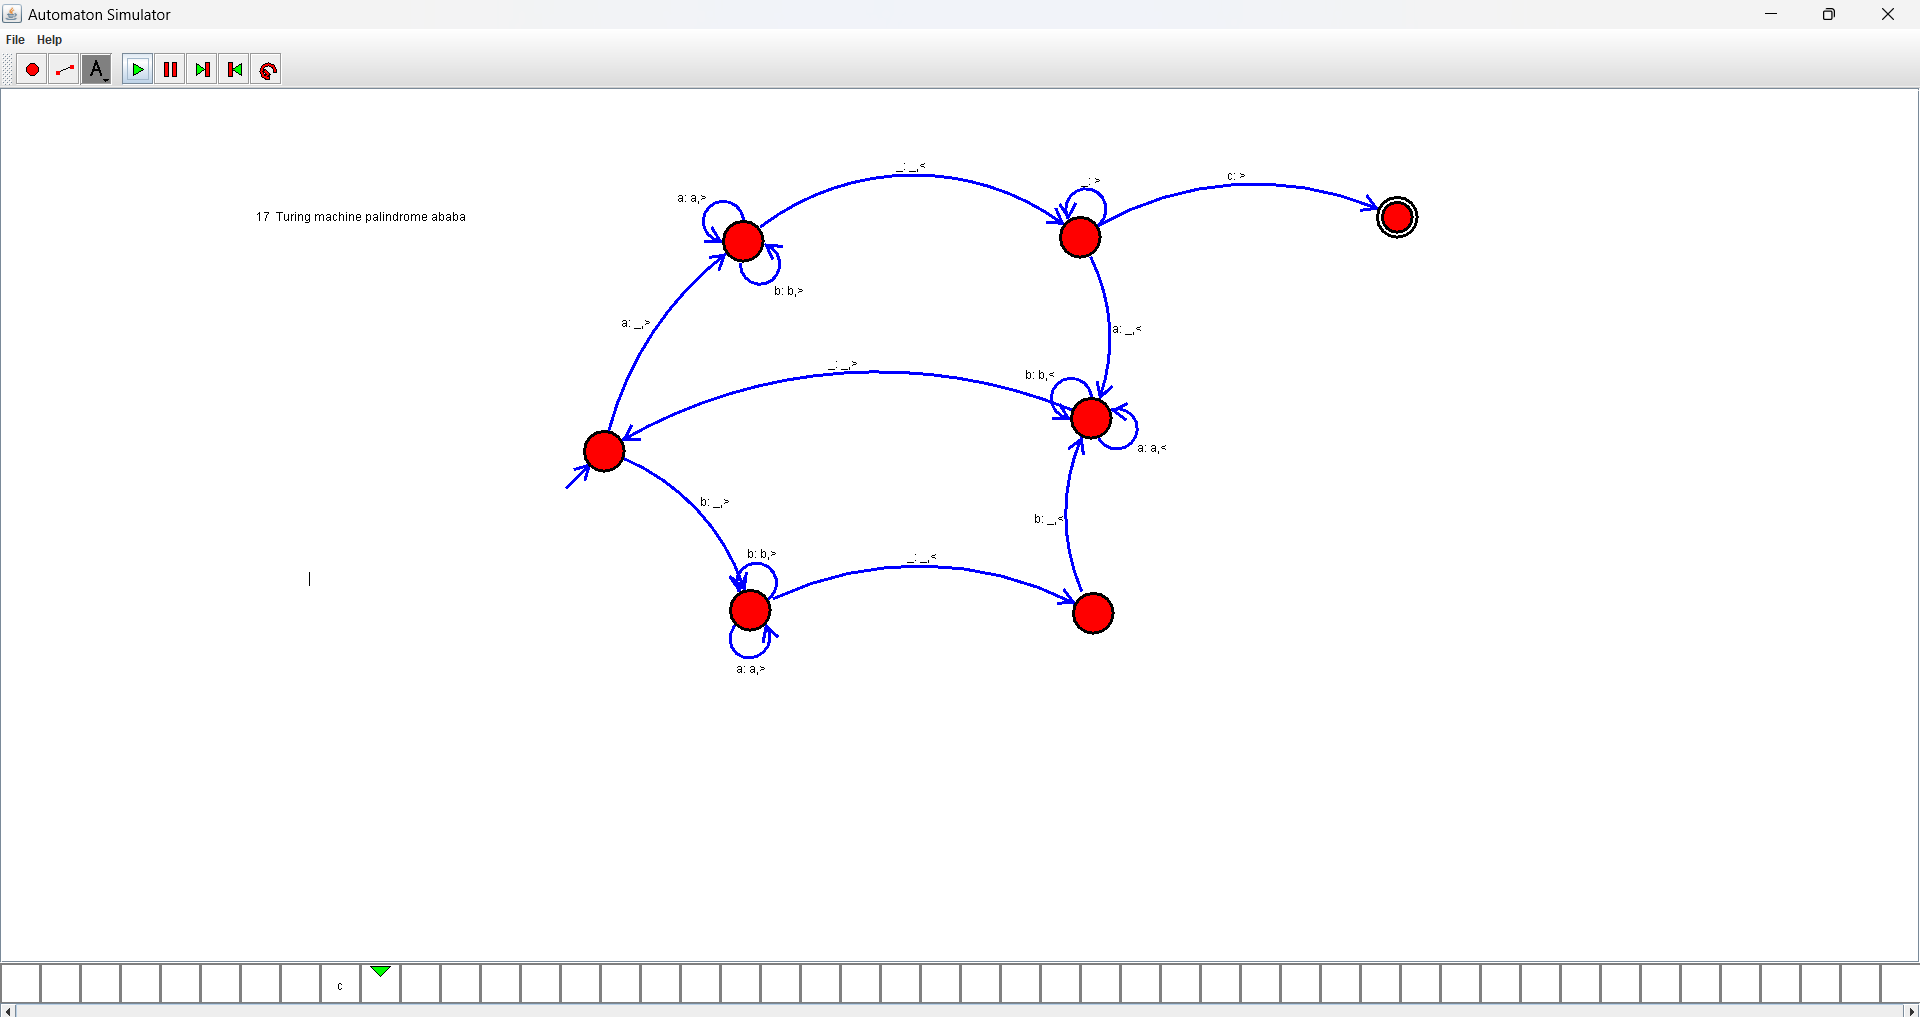 Automaton Simulator
File Help
A
_: _,<
_: >
c: >
a: a,>
17 Turing machine palindrome ababa
b: b,>
a: _,>
a: _,<
_: _,>
b: b,<
a: a,<
b: _,>
b: _,<
b: b,>
_: _,<
a: a,>
c